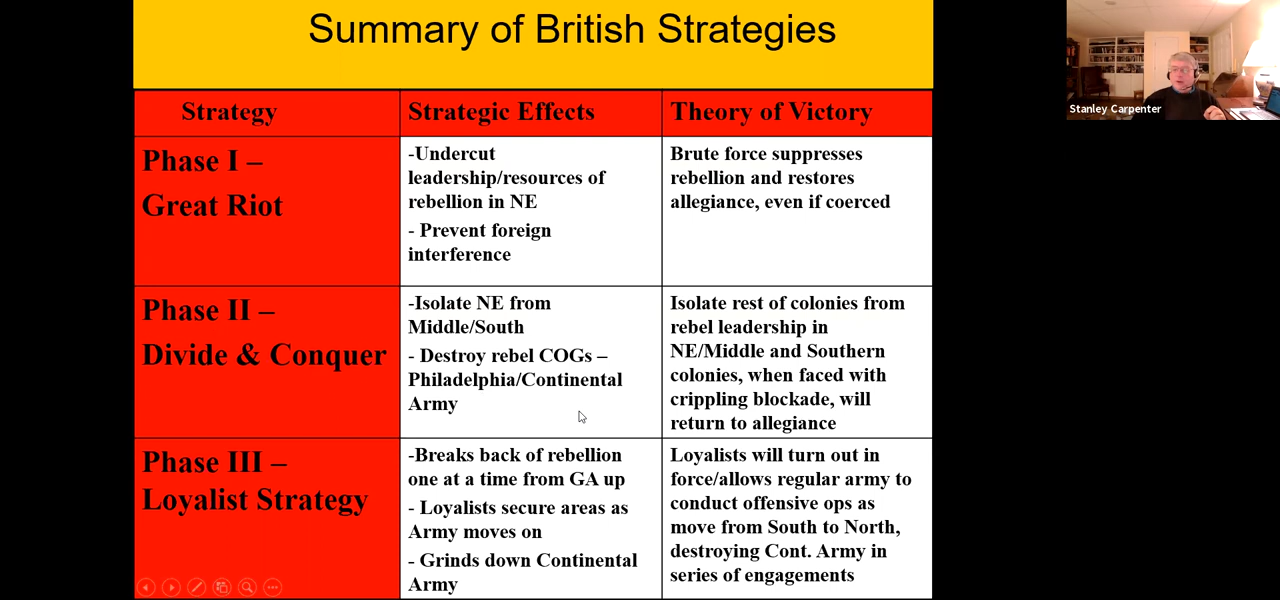 Summary of British Strategies
Stanley Carpenter
Strategy
Strategic Effects
Theory of Victory
Phase I –
Great Riot
-Undercut
leadership/resources of
rebellion in NE
- Prevent foreign
interference
Brute force suppresses
rebellion and restores
allegiance, even if coerced
Phase II –
Divide & Conquer
-Isolate NE from
Middle/South
- Destroy rebel COGs –
Philadelphia/Continental
Army
Isolate rest of colonies from
rebel leadership in
NE/Middle and Southern
colonies, when faced with
crippling blockade, will
return to allegiance
Phase III –
Loyalist Strategy
-Breaks back of rebellion
one at a time from GA up
- Loyalists secure areas as
Army moves on
- Grinds down Continental
Army
Loyalists will turn out in
force/allows regular army to
conduct offensive ops as
move from South to North,
destroying Cont. Army in
series of engagements